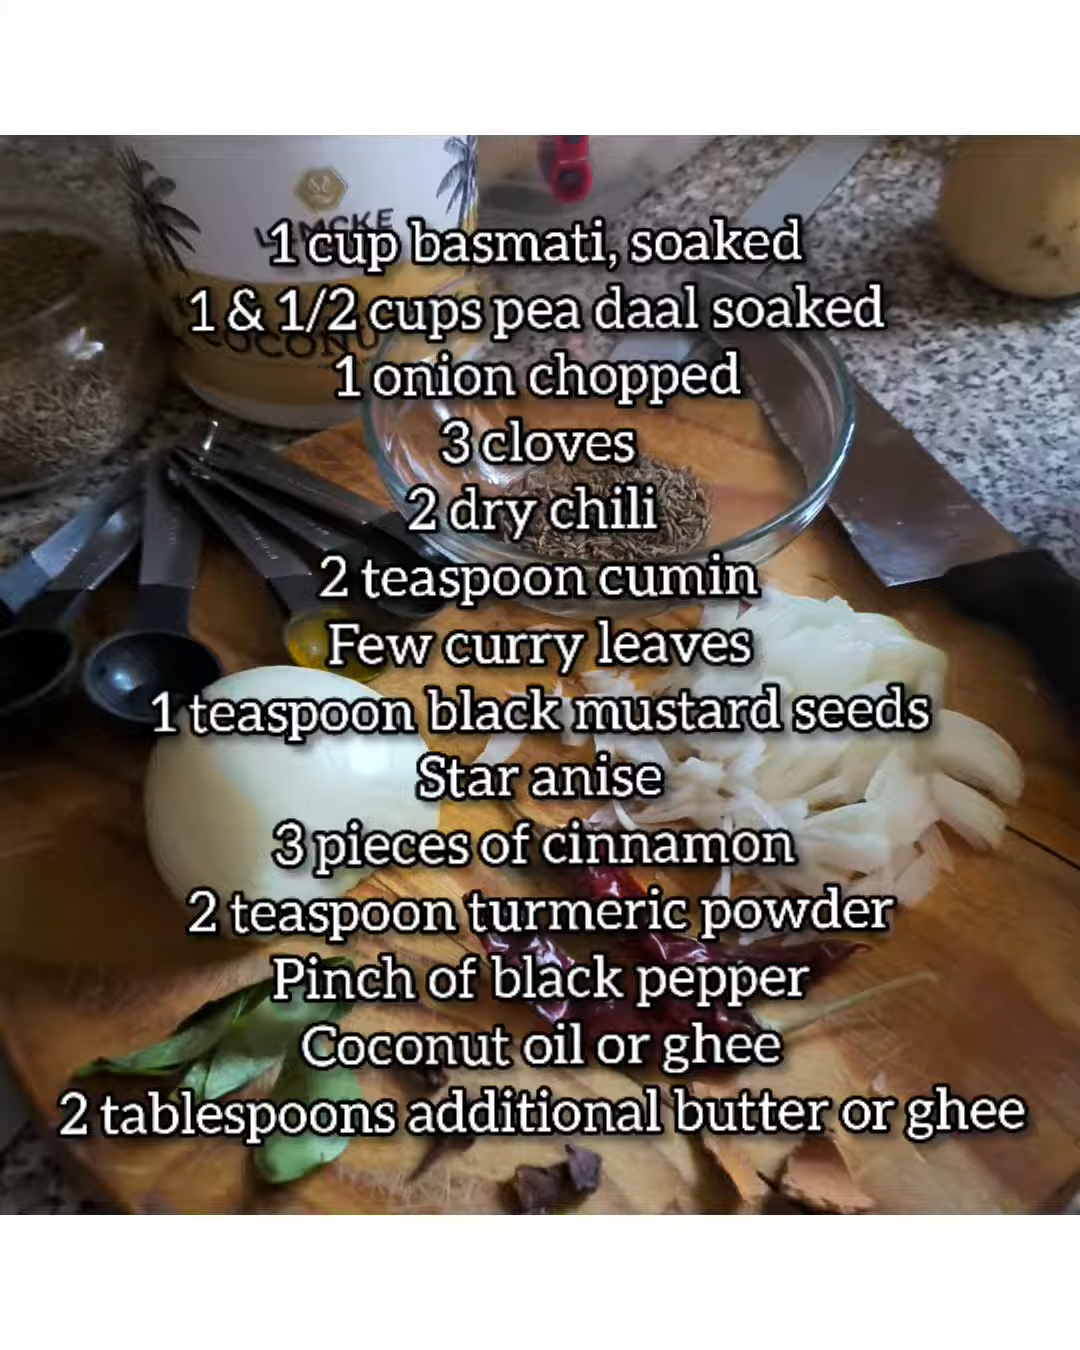 1 cup basmati, soaked
1 & 1/2 cups pea daal soaked
1 onion chopped
3 cloves
2 dry chili
2 teaspoon cumin
Few curry leaves
1 teaspoon black mustard seeds
Star anise
3 pieces of cinnamon
2 teaspoon turmeric powder
Pinch of black pepper
Coconut oil or ghee
2 tablespoons additional butter or ghee